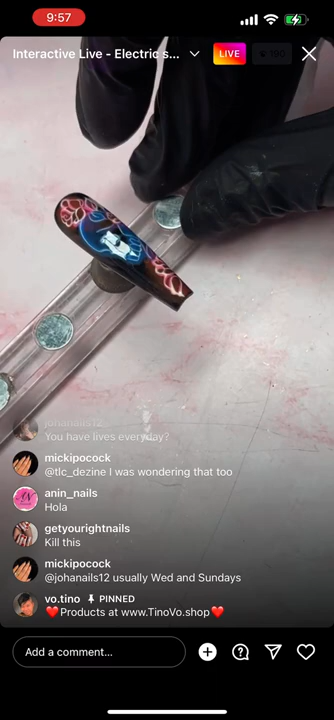 9:57
Interactive Live - Electric s...
LIVE
190
johanails12
You have lives everyday?
mickipocock
@tlc_dezine I was wondering that too
anin_nails
Hola
getyourightnails
Kill this
mickipocock
@johanails12 usually Wed and Sundays
vo.tino PINNED
❤️Products at www.TinoVo.shop❤️
Add a comment...